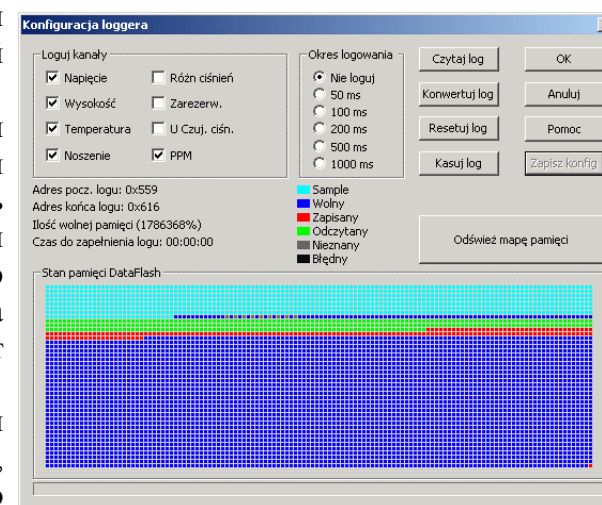 Konfiguracja loggera
Loguj kanały
Napięcie
Różn ciśnień
Wysokość
Zarezerw.
Temperatura
U Czuj. ciśn.
Noszenie
PPM
Okres logowania
Nie loguj
50 ms
100 ms
200 ms
500 ms
1000 ms
Czytaj log
OK
Konwertuj log
Anuluj
Resetuj log
Pomoc
Kasuj log
Zapisz konfig
Adres pocz. logu: 0x559
Adres końca logu: 0x616
Ilość wolnej pamięci (1786368%)
Czas do zapełnienia logu: 00:00:00
Sample
Wolny
Zapisany
Odczytany
Nieznany
Błędny
Odśwież mapę pamięci
Stan pamięci DataFlash